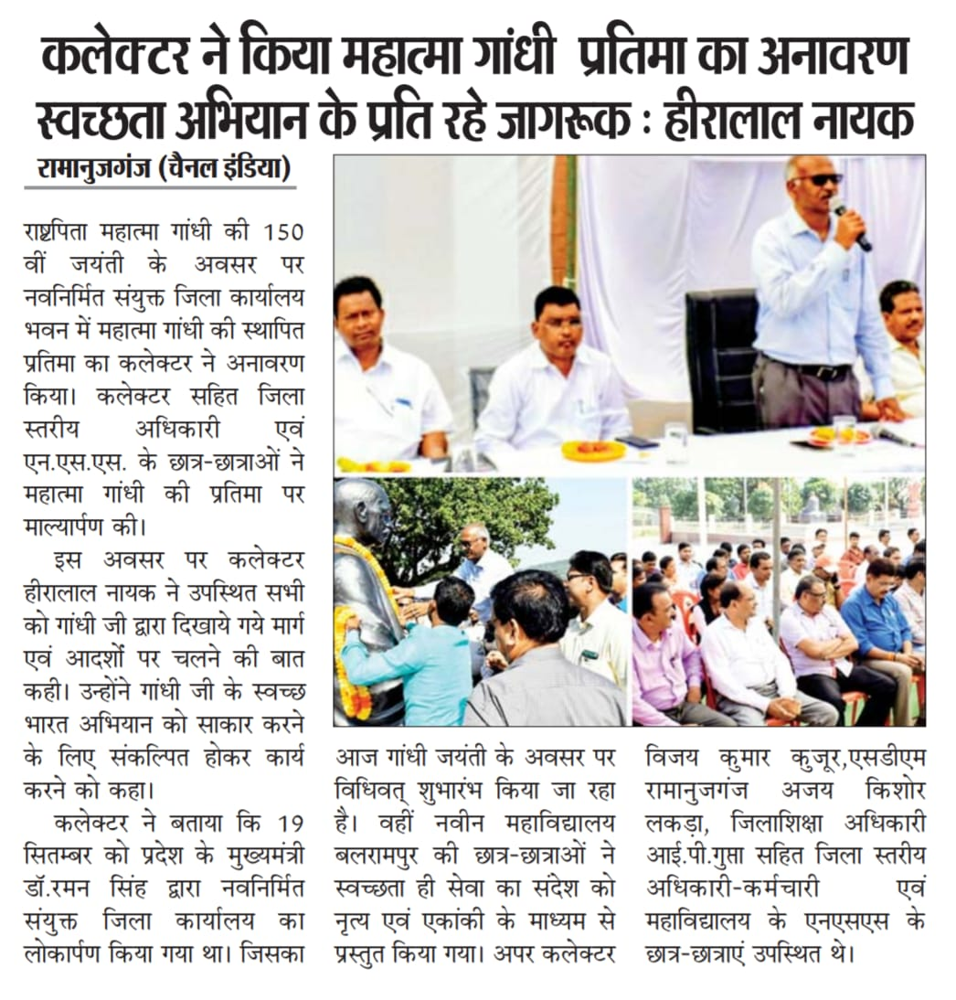 कलेक्टर ने किया महात्मा गांधी प्रतिमा का अनावरण
स्वच्छता अभियान के प्रति रहे जागरूक : हीरालाल नायक
रामानुजगंज (चैनल इंडिया)
राष्ट्रपिता महात्मा गांधी की 150
वीं जयंती के अवसर पर
नवनिर्मित संयुक्त जिला कार्यालय
भवन में महात्मा गांधी की स्थापित
प्रतिमा का कलेक्टर ने अनावरण
किया। कलेक्टर सहित जिला
स्तरीय अधिकारी एवं
एन.एस.एस. के छात्र-छात्राओं ने
महात्मा गांधी की प्रतिमा पर
माल्यार्पण की।
इस अवसर पर कलेक्टर
हीरालाल नायक ने उपस्थित सभी
को गांधी जी द्वारा दिखाये गये मार्ग
एवं आदर्शों पर चलने की बात
कही। उन्होंने गांधी जी के स्वच्छ
भारत अभियान को साकार करने
के लिए संकल्पित होकर कार्य
करने को कहा।
कलेक्टर ने बताया कि 19
सितम्बर को प्रदेश के मुख्यमंत्री
डॉ.रमन सिंह द्वारा नवनिर्मित
संयुक्त जिला कार्यालय का
लोकार्पण किया गया था। जिसका
आज गांधी जयंती के अवसर पर
विधिवत् शुभारंभ किया जा रहा
है। वहीं नवीन महाविद्यालय
बलरामपुर की छात्र-छात्राओं ने
स्वच्छता ही सेवा का संदेश को
नृत्य एवं एकांकी के माध्यम से
प्रस्तुत किया गया। अपर कलेक्टर
विजय कुमार कुजूर,एसडीएम
रामानुजगंज अजय किशोर
लकड़ा, जिलाशिक्षा अधिकारी
आई.पी.गुप्ता सहित जिला स्तरीय
अधिकारी-कर्मचारी एवं
महाविद्यालय के एनएसएस के
छात्र-छात्राएं उपस्थित थे।